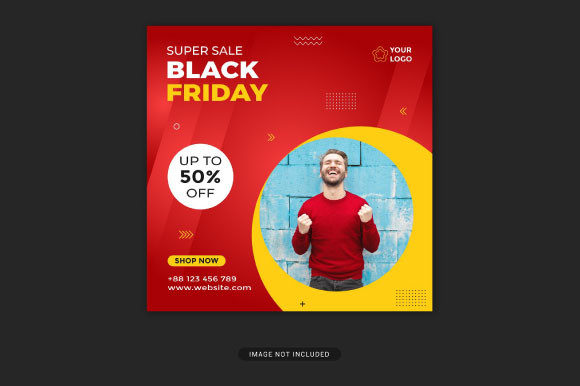 SUPER SALE
BLACK
FRIDAY
YOUR
LOGO
UP TO
50%
OFF
SHOP NOW
+88 123 456 789
www.website.com
IMAGE NOT INCLUDED